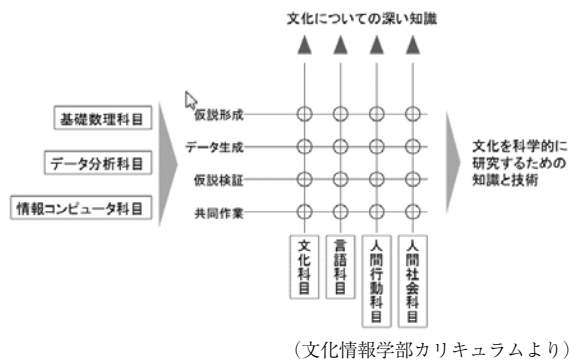 文化についての深い知識
基礎数理科目
データ分析科目
情報コンピュータ科目
仮説形成
データ生成
仮説検証
共同作業
文化を科学的に
研究するための
知識と技術
文化科目
言語科目
人間行動科目
人間社会科目
（文化情報学部カリキュラムより）